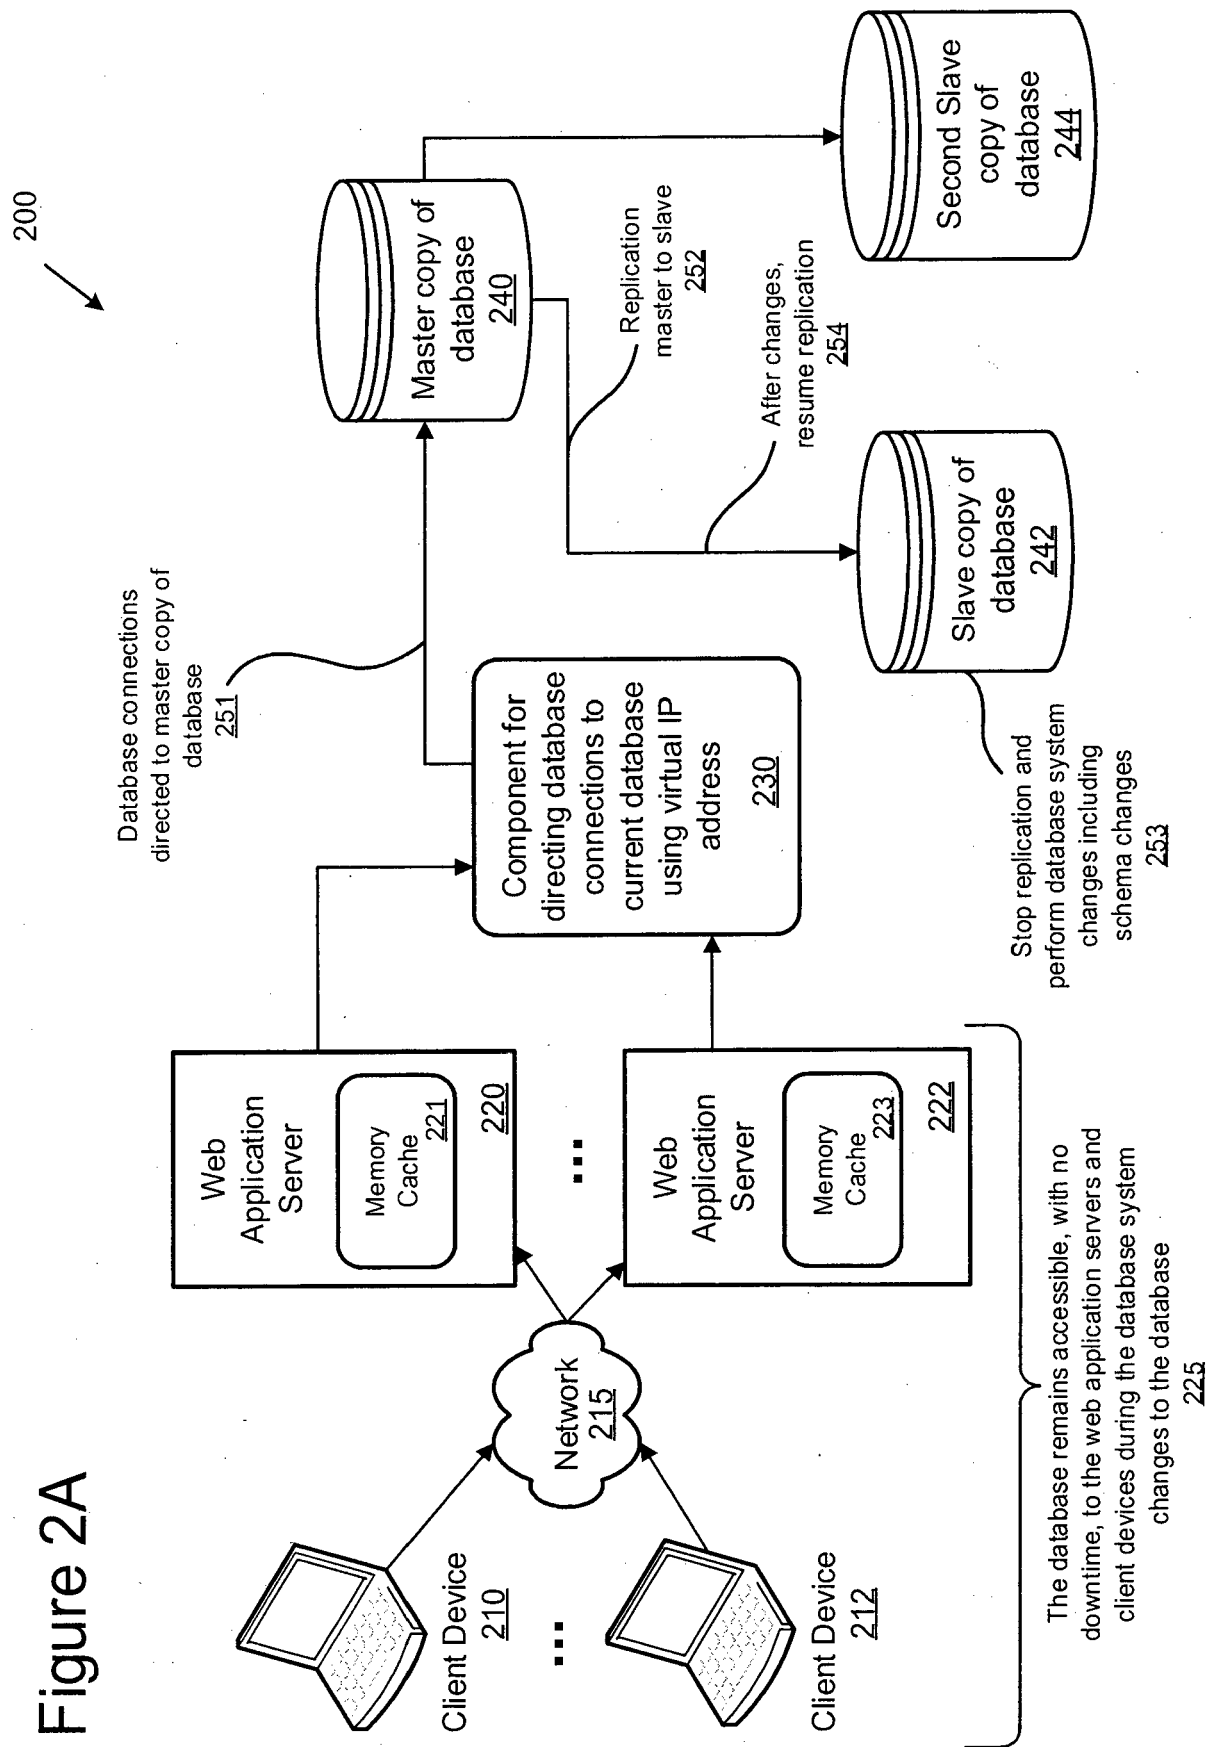 Figure 2A
200
Client Device
210
...
Client Device
212
Network
215
Web
Application
Server
Memory
Cache
221
220
...
Web
Application
Server
Memory
Cache
223
222
The database remains accessible, with no
downtime, to the web application servers and
client devices during the database system
changes to the database
225
Database connections
directed to master copy of
database
251
Component for
directing database
connections to
current database
using virtual IP
address
230
Master copy of
database
240
Replication
master to slave
252
After changes,
resume replication
254
Slave copy of
database
242
Stop replication and
perform database system
changes including
schema changes
253
Second Slave
copy of
database
244